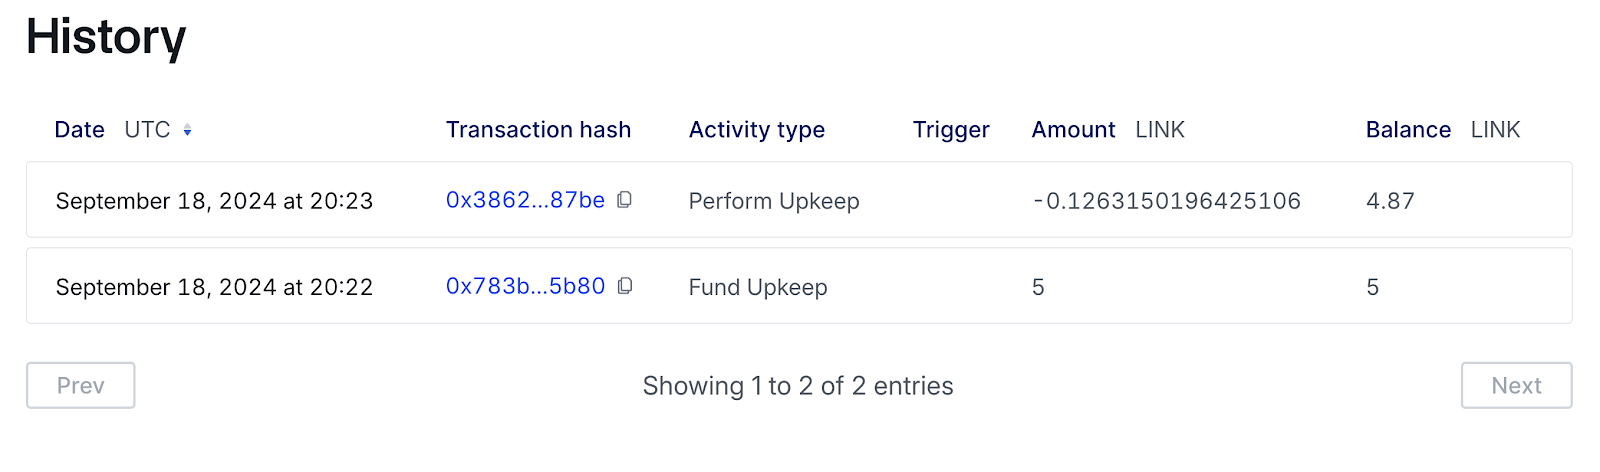 History
Date UTC Transaction hash Activity type Trigger Amount LINK Balance LINK
September 18, 2024 at 20:23 0x3862...87be Perform Upkeep -0.1263150196425106 4.87
September 18, 2024 at 20:22 0x783b...5b80 Fund Upkeep 5 5
Prev Showing 1 to 2 of 2 entries Next